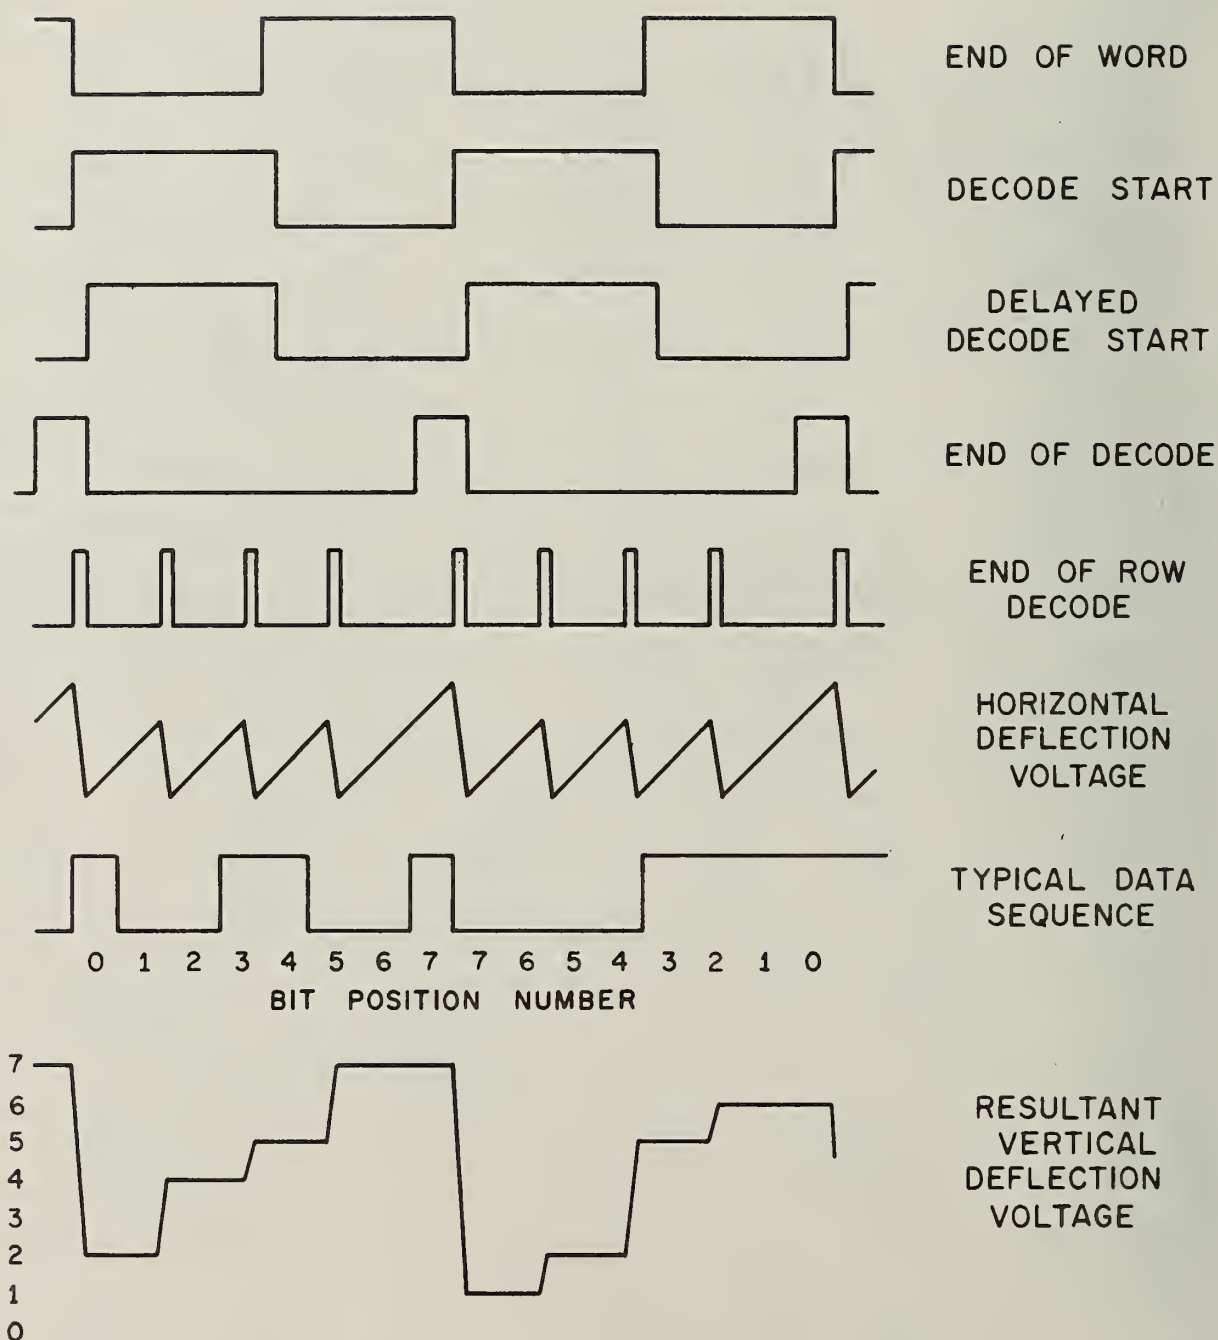 END OF WORD
DECODE START
DELAYED
DECODE START
END OF DECODE
END OF ROW
DECODE
HORIZONTAL
DEFLECTION
VOLTAGE
TYPICAL DATA
SEQUENCE
0 1 2 3 4 5 6 7 7 6 5 4 3 2 1 0
BIT POSITION NUMBER
7
6
5
4
3
2
1
0
RESULTANT
VERTICAL
DEFLECTION
VOLTAGE